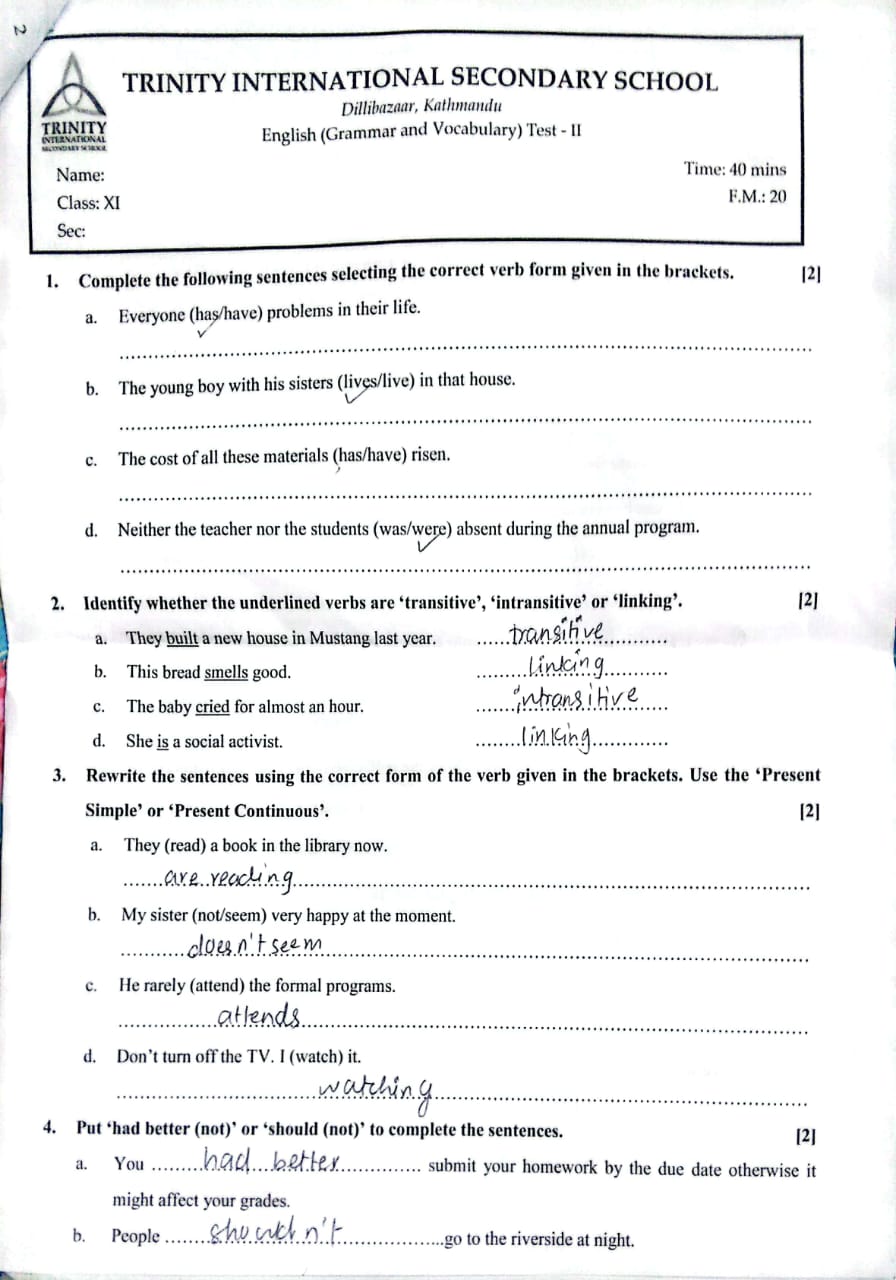 2
TRINITY INTERNATIONAL SECONDARY SCHOOL
Dillibazaar, Kathmandu
English (Grammar and Vocabulary) Test - II
TRINITY
INTERNATIONAL
SECONDARY SCHOOL
Name:
Time: 40 mins
Class: XI
F.M.: 20
Sec:
1. Complete the following sentences selecting the correct verb form given in the brackets. [2]
a. Everyone (has/have) problems in their life.
b. The young boy with his sisters (lives/live) in that house.
c. The cost of all these materials (has/have) risen.
d. Neither the teacher nor the students (was/were) absent during the annual program.
2. Identify whether the underlined verbs are ‘transitive’, ‘intransitive’ or ‘linking’. [2]
a. They built a new house in Mustang last year. ......transitive............
b. This bread smells good. .........linking...........
c. The baby cried for almost an hour. .......intransitive......
d. She is a social activist. ........linking.............
3. Rewrite the sentences using the correct form of the verb given in the brackets. Use the ‘Present
Simple’ or ‘Present Continuous’. [2]
a. They (read) a book in the library now.
.......are reading...............
b. My sister (not/seem) very happy at the moment.
............doesn't seem...............
c. He rarely (attend) the formal programs.
..................attends...............
d. Don’t turn off the TV. I (watch) it.
.....................watching...............
4. Put ‘had better (not)’ or ‘should (not)’ to complete the sentences. [2]
a. You ........had better............... submit your homework by the due date otherwise it
might affect your grades.
b. People .......shouldn't...................go to the riverside at night.